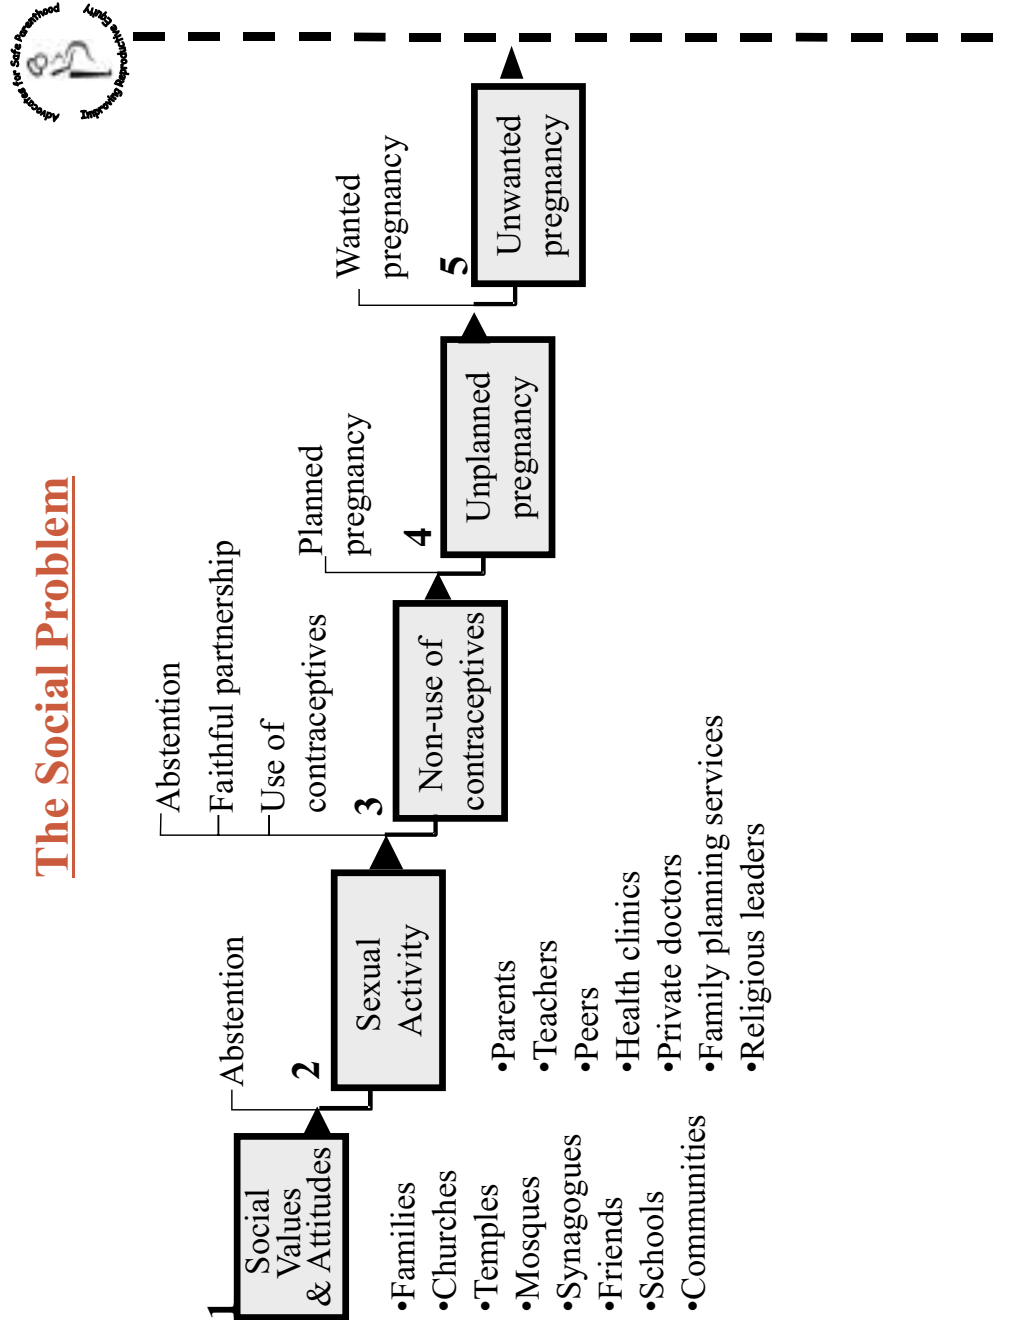 Advocates for Safe Parenthood
Improving Reproductive Equity
The Social Problem
1
Social
Values
& Attitudes
•Families
•Churches
•Temples
•Mosques
•Synagogues
•Friends
•Schools
•Communities
Abstention
2
Sexual
Activity
•Parents
•Teachers
•Peers
•Health clinics
•Private doctors
•Family planning services
•Religious leaders
Abstention
Faithful partnership
Use of
contraceptives
3
Non-use of
contraceptives
Planned
pregnancy
4
Unplanned
pregnancy
Wanted
pregnancy
5
Unwanted
pregnancy